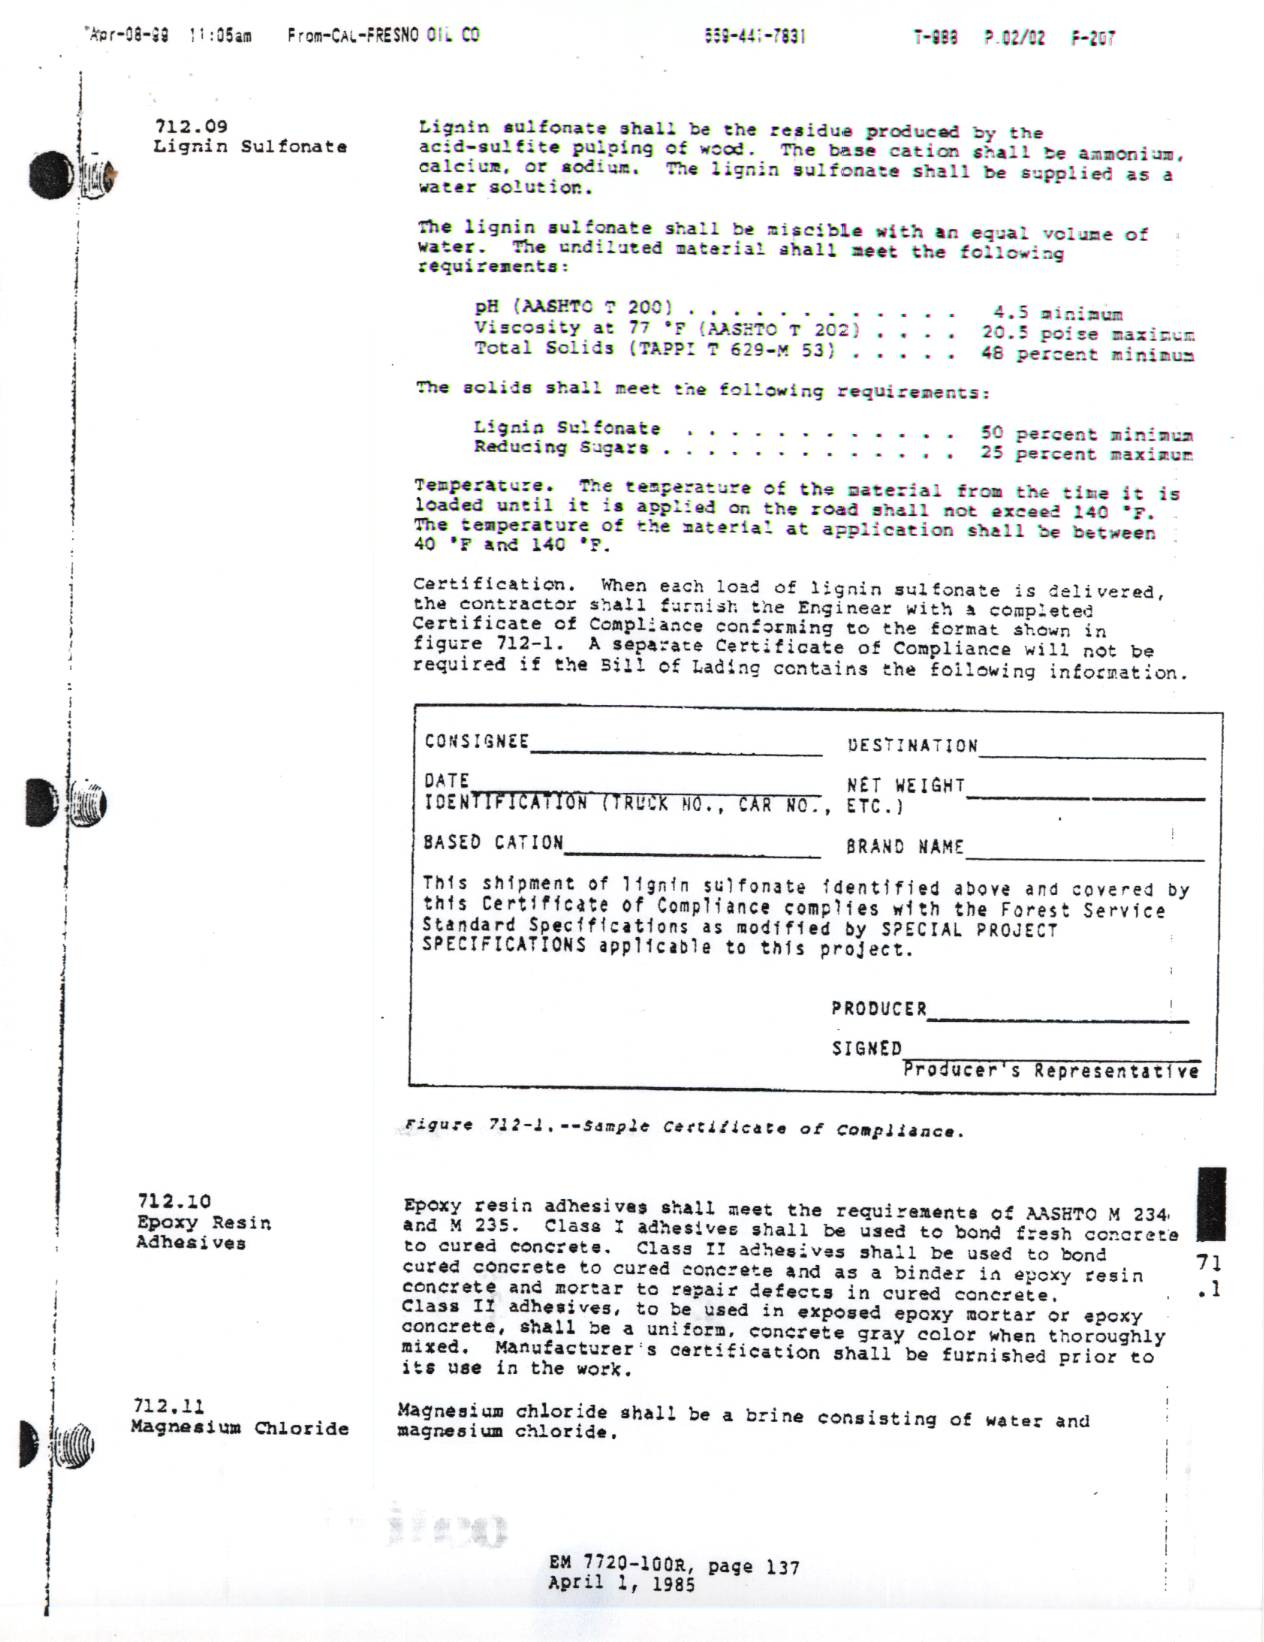 Apr-08-99 11:05am From-CAL-FRESNO OIL CO 559-441-7831 T-988 P.02/02 F-207
712.09
Lignin Sulfonate
Lignin sulfonate shall be the residue produced by the
acid-sulfite pulping of wood. The base cation shall be ammonium,
calcium, or sodium. The lignin sulfonate shall be supplied as a
water solution.
The lignin sulfonate shall be miscible with an equal volume of
water. The undiluted material shall meet the following
requirements:
pH (AASHTO T 200) . . . . . . . . . . . . 4.5 minimum
Viscosity at 77 °F (AASHTO T 202) . . . . 20.5 poise maximum
Total Solids (TAPPI T 629-M 53) . . . . . 48 percent minimum
The solids shall meet the following requirements:
Lignin Sulfonate . . . . . . . . . . . . 50 percent minimum
Reducing Sugars . . . . . . . . . . . . . 25 percent maximum
Temperature. The temperature of the material from the time it is
loaded until it is applied on the road shall not exceed 140 °F.
The temperature of the material at application shall be between
40 °F and 140 °F.
Certification. When each load of lignin sulfonate is delivered,
the contractor shall furnish the Engineer with a completed
Certificate of Compliance conforming to the format shown in
figure 712-1. A separate Certificate of Compliance will not be
required if the Bill of Lading contains the following information.
CONSIGNEE DESTINATION
DATE NET WEIGHT
IDENTIFICATION (TRUCK NO., CAR NO., ETC.)
BASED CATION BRAND NAME
This shipment of lignin sulfonate identified above and covered by
this Certificate of Compliance complies with the Forest Service
Standard Specifications as modified by SPECIAL PROJECT
SPECIFICATIONS applicable to this project.
PRODUCER
SIGNED
Producer's Representative
Figure 712-1.--Sample Certificate of Compliance.
712.10
Epoxy Resin
Adhesives
Epoxy resin adhesives shall meet the requirements of AASHTO M 234
and M 235. Class I adhesives shall be used to bond fresh concrete
to cured concrete. Class II adhesives shall be used to bond
cured concrete to cured concrete and as a binder in epoxy resin
concrete and mortar to repair defects in cured concrete.
Class II adhesives, to be used in exposed epoxy mortar or epoxy
concrete, shall be a uniform, concrete gray color when thoroughly
mixed. Manufacturer's certification shall be furnished prior to
its use in the work.
71
.1
712.11
Magnesium Chloride
Magnesium chloride shall be a brine consisting of water and
magnesium chloride.
EM 7720-100R, page 137
April 1, 1985